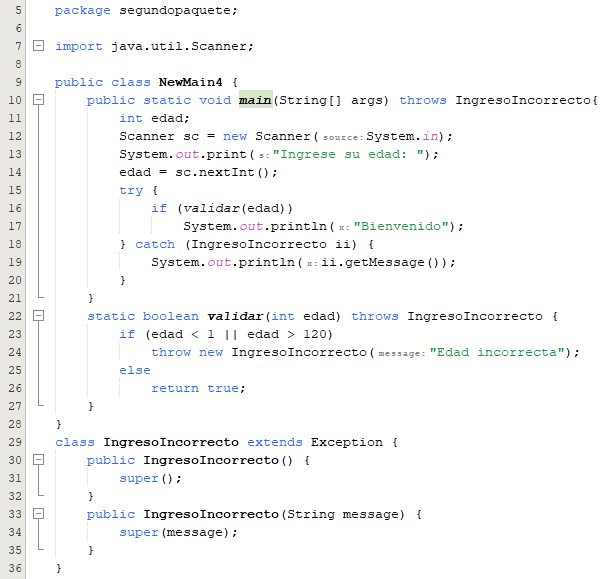 5 package segundopaquete;
6
7 import java.util.Scanner;
8
9 public class NewMain4 {
10     public static void main(String[] args) throws IngresoIncorrecto{
11         int edad;
12         Scanner sc = new Scanner( source: System.in);
13         System.out.print( s: "Ingrese su edad: ");
14         edad = sc.nextInt();
15         try {
16             if (validar(edad))
17                 System.out.println( x: "Bienvenido");
18         } catch (IngresoIncorrecto ii) {
19             System.out.println( x: ii.getMessage());
20         }
21     }
22     static boolean validar(int edad) throws IngresoIncorrecto {
23         if (edad < 1 || edad > 120)
24             throw new IngresoIncorrecto( message: "Edad incorrecta");
25         else
26             return true;
27     }
28 }
29 class IngresoIncorrecto extends Exception {
30     public IngresoIncorrecto() {
31         super();
32     }
33     public IngresoIncorrecto(String message) {
34         super(message);
35     }
36 }